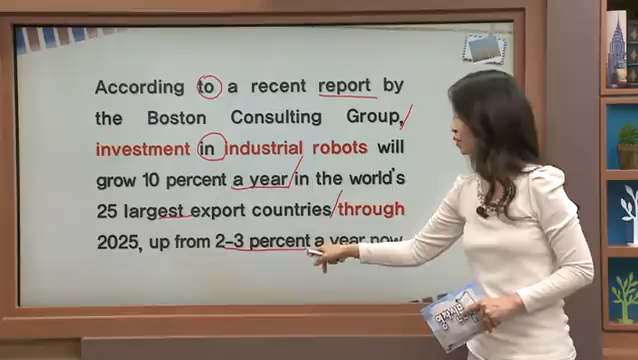 According to a recent report by
the Boston Consulting Group,
investment in industrial robots will
grow 10 percent a year in the world's
25 largest export countries through
2025, up from 2-3 percent a year now